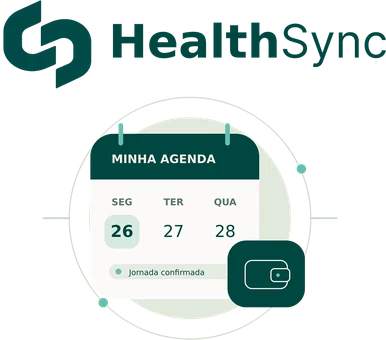 HealthSync
MINHA AGENDA
SEG TER QUA
26 27 28
Jornada confirmada